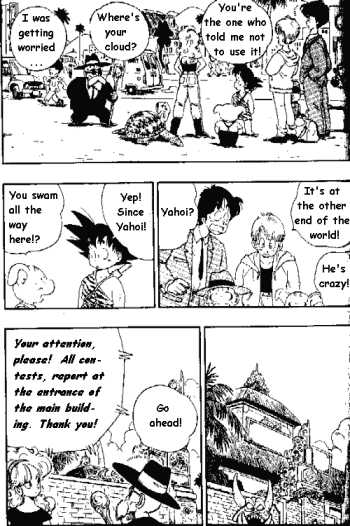 I was
getting
worried
...
Where's
your
cloud?
You're
the one who
told me not
to use it!
You swam
all the
way
here!?
Yep!
Since
Yahoi!
Yahoi?
It's at
the other
end of the
world!
He's
crazy!
Your attention,
please! All con-
tests, report at
the entrance of
the main build-
ing. Thank you!
Go
ahead!